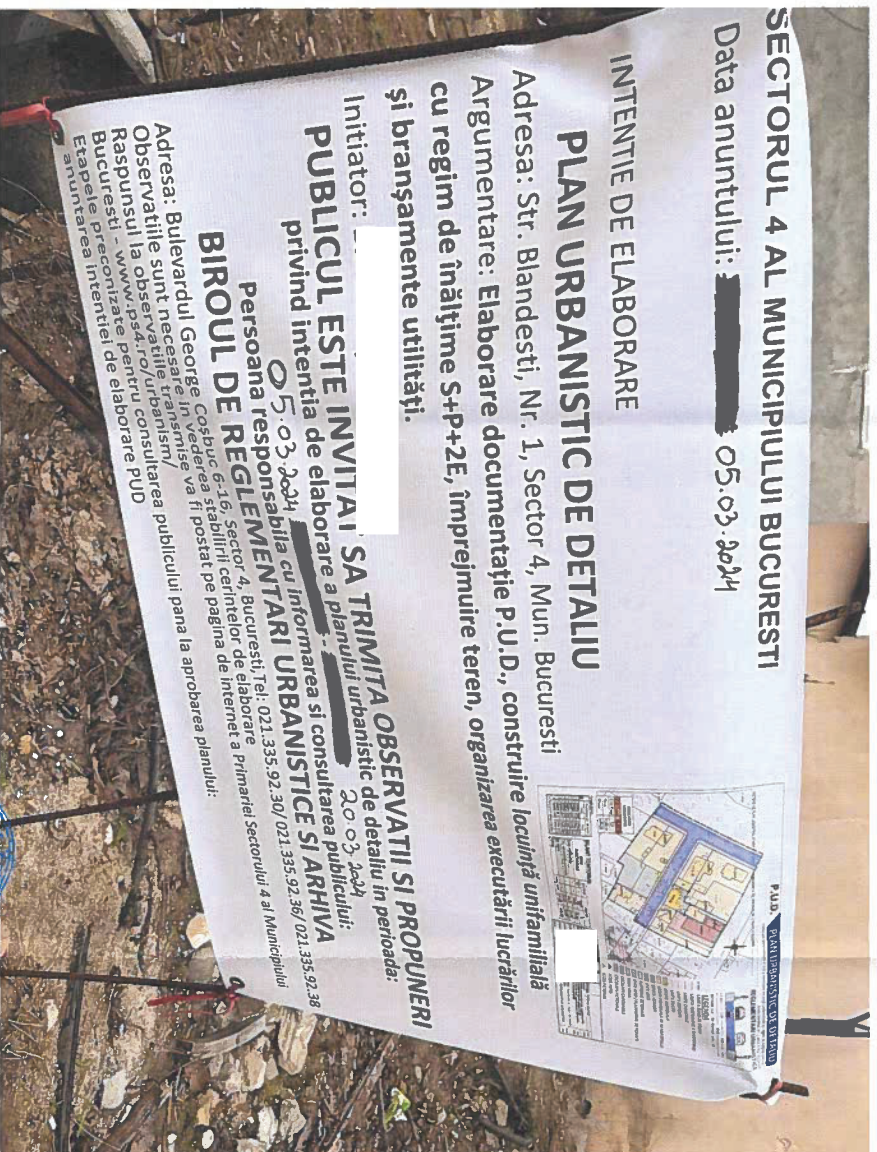 SECTORUL 4 AL MUNICIPIULUI BUCURESTI
Data anuntului: 05.03.2024
INTENTIE DE ELABORARE
PLAN URBANISTIC DE DETALIU
Adresa: Str. Blandesti, Nr. 1, Sector 4, Mun. Bucuresti
Argumentare: Elaborare documentație P.U.D., construire locuință unifamilială
cu regim de înălțime S+P+2E, împrejmuire teren, organizarea executării lucrărilor
și branșamente utilități.
Initiator:
PUBLICUL ESTE INVITAT SA TRIMITA OBSERVATII SI PROPUNERI
privind intentia de elaborare a planului urbanistic de detaliu in perioada:
05.03.2024 - 20.03.2024
Persoana responsabila cu informarea si consultarea publicului:
BIROUL DE REGLEMENTARI URBANISTICE SI ARHIVA
Adresa: Bulevardul George Coșbuc 6-16, Sector 4, Bucuresti,Tel: 021.335.92.30/ 021.335.92.36/ 021.335.92.38
Observatiile sunt necesare in vederea stabilirii cerintelor de elaborare
Raspunsul la observatiile transmise va fi postat pe pagina de internet a Primariei Sectorului 4 al Municipiului
Bucuresti - www.ps4.ro/urbanism/
Etapele preconizate pentru consultarea publicului pana la aprobarea planului:
anuntarea intentiei de elaborare PUD
P.U.D. PLAN URBANISTIC DE DETALIU
LEGENDA